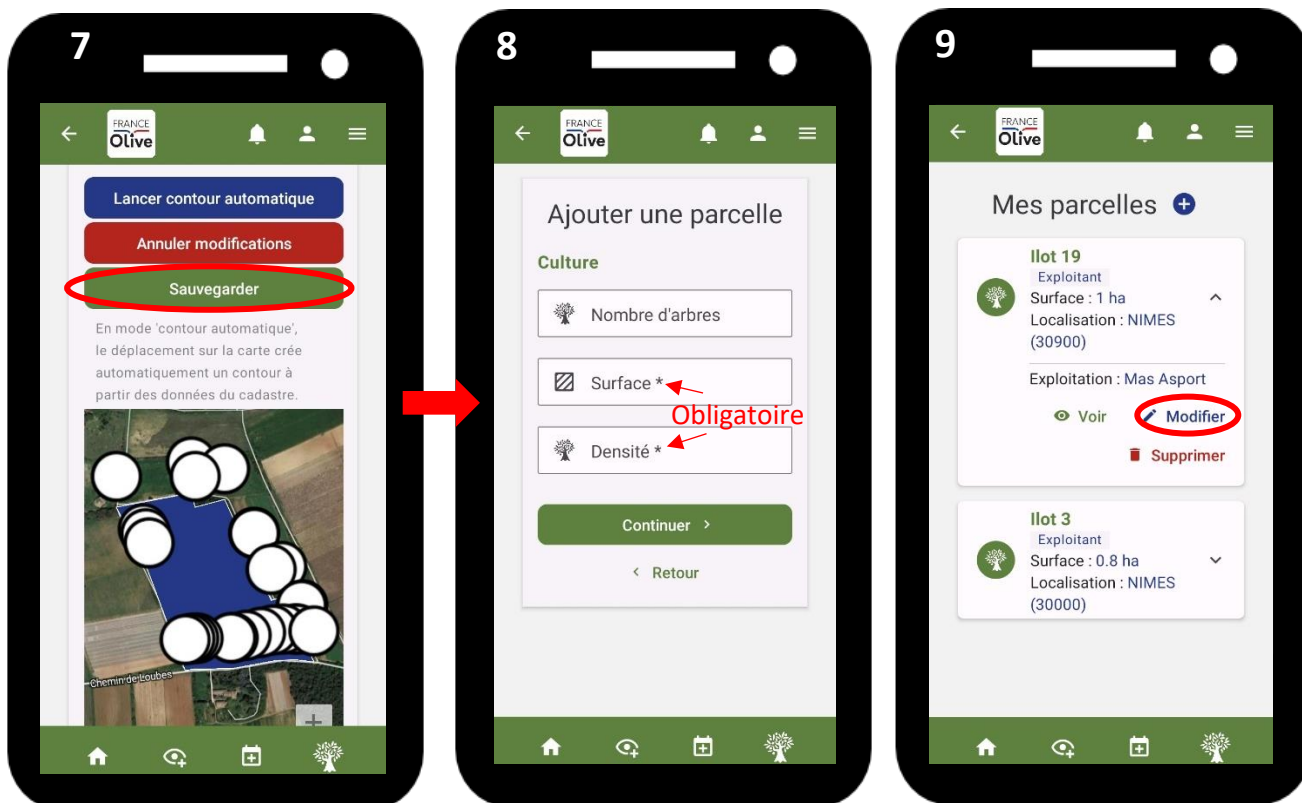 7
FRANCE
Olive
Lancer contour automatique
Annuler modifications
Sauvegarder
En mode 'contour automatique',
le déplacement sur la carte crée
automatiquement un contour à
partir des données du cadastre.
Chemin de Loubes
+
8
FRANCE
Olive
Ajouter une parcelle
Culture
Nombre d'arbres
Surface *
Obligatoire
Densité *
Continuer >
< Retour
9
FRANCE
Olive
Mes parcelles
Ilot 19
Exploitant
Surface : 1 ha
Localisation : NIMES
(30900)
Exploitation : Mas Asport
Voir
Modifier
Supprimer
Ilot 3
Exploitant
Surface : 0.8 ha
Localisation : NIMES
(30000)